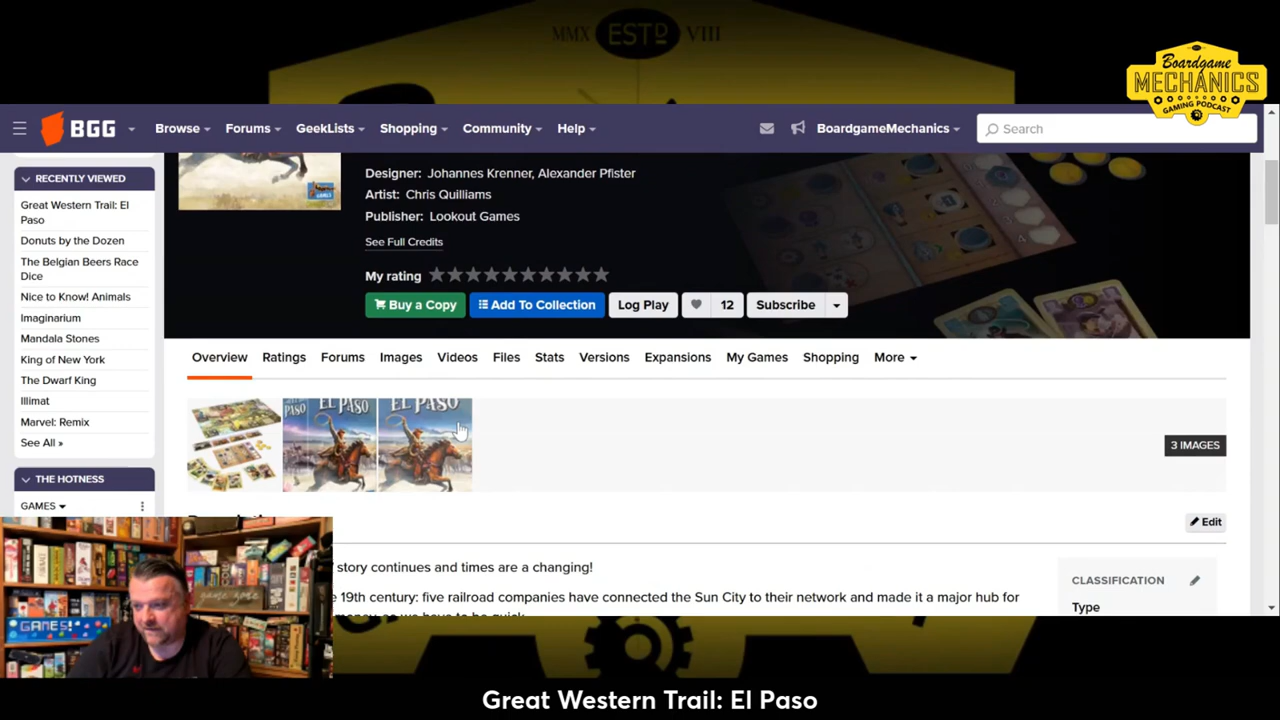 MMX ESTD VIII
Boardgame
MECHANICS
GAMING PODCAST
BGG
Browse
Forums
GeekLists
Shopping
Community
Help
BoardgameMechanics
Search
RECENTLY VIEWED
Great Western Trail: El
Paso
Donuts by the Dozen
The Belgian Beers Race
Dice
Nice to Know! Animals
Imaginarium
Mandala Stones
King of New York
The Dwarf King
Illimat
Marvel: Remix
See All »
THE HOTNESS
GAMES
Designer: Johannes Krenner, Alexander Pfister
Artist: Chris Quilliams
Publisher: Lookout Games
See Full Credits
My rating
Buy a Copy
Add To Collection
Log Play
12
Subscribe
Overview
Ratings
Forums
Images
Videos
Files
Stats
Versions
Expansions
My Games
Shopping
More
PASO
EL PASO
EL PASO
3 IMAGES
Edit
story continues and times are a changing!
19th century: five railroad companies have connected the Sun City to their network and made it a major hub for
CLASSIFICATION
Type
GAMES!
Great Western Trail: El Paso